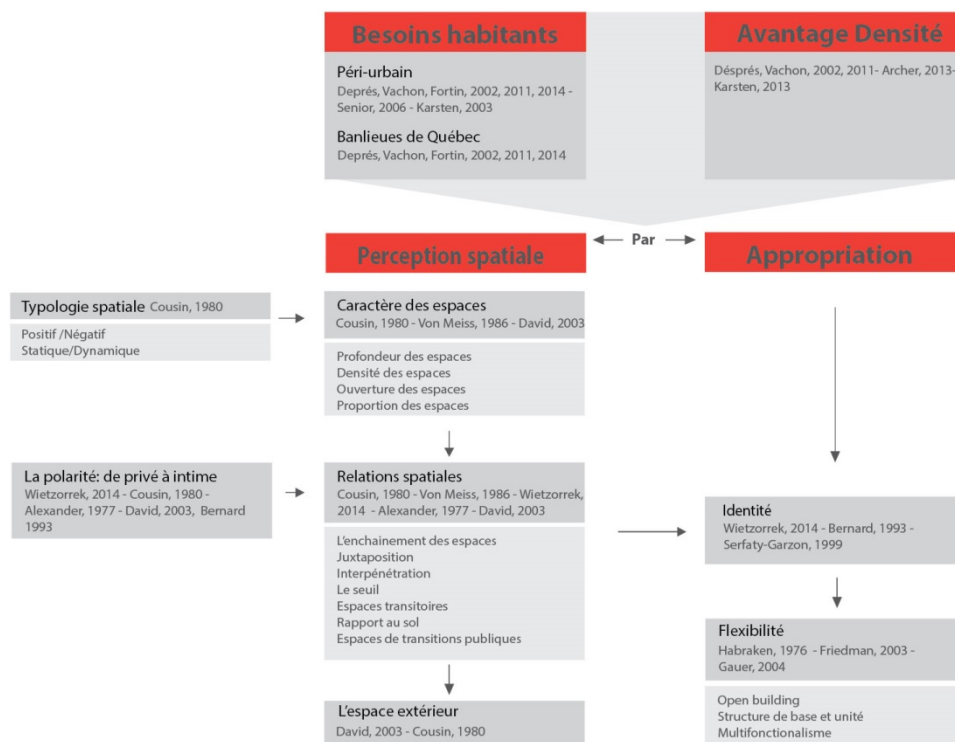 Besoins habitants
Péri-urbain
Deprés, Vachon, Fortin, 2002, 2011, 2014 -
Senior, 2006 - Karsten, 2003
Banlieues de Québec
Deprés, Vachon, Fortin, 2002, 2011, 2014
Avantage Densité
Désprés, Vachon, 2002, 2011- Archer, 2013-
Karsten, 2013
Par
Perception spatiale
Appropriation
Typologie spatiale Cousin, 1980
Positif /Négatif
Statique/Dynamique
Caractère des espaces
Cousin, 1980 - Von Meiss, 1986 - David, 2003
Profondeur des espaces
Densité des espaces
Ouverture des espaces
Proportion des espaces
La polarité: de privé à intime
Wietzorrek, 2014 - Cousin, 1980 -
Alexander, 1977 - David, 2003, Bernard
1993
Relations spatiales
Cousin, 1980 - Von Meiss, 1986 - Wietzorrek,
2014 - Alexander, 1977 - David, 2003
L'enchainement des espaces
Juxtaposition
Interpénétration
Le seuil
Espaces transitoires
Rapport au sol
Espaces de transitions publiques
Identité
Wietzorrek, 2014 - Bernard, 1993 -
Serfaty-Garzon, 1999
Flexibilité
Habraken, 1976 - Friedman, 2003 -
Gauer, 2004
Open building
Structure de base et unité
Multifonctionalisme
L'espace extérieur
David, 2003 - Cousin, 1980